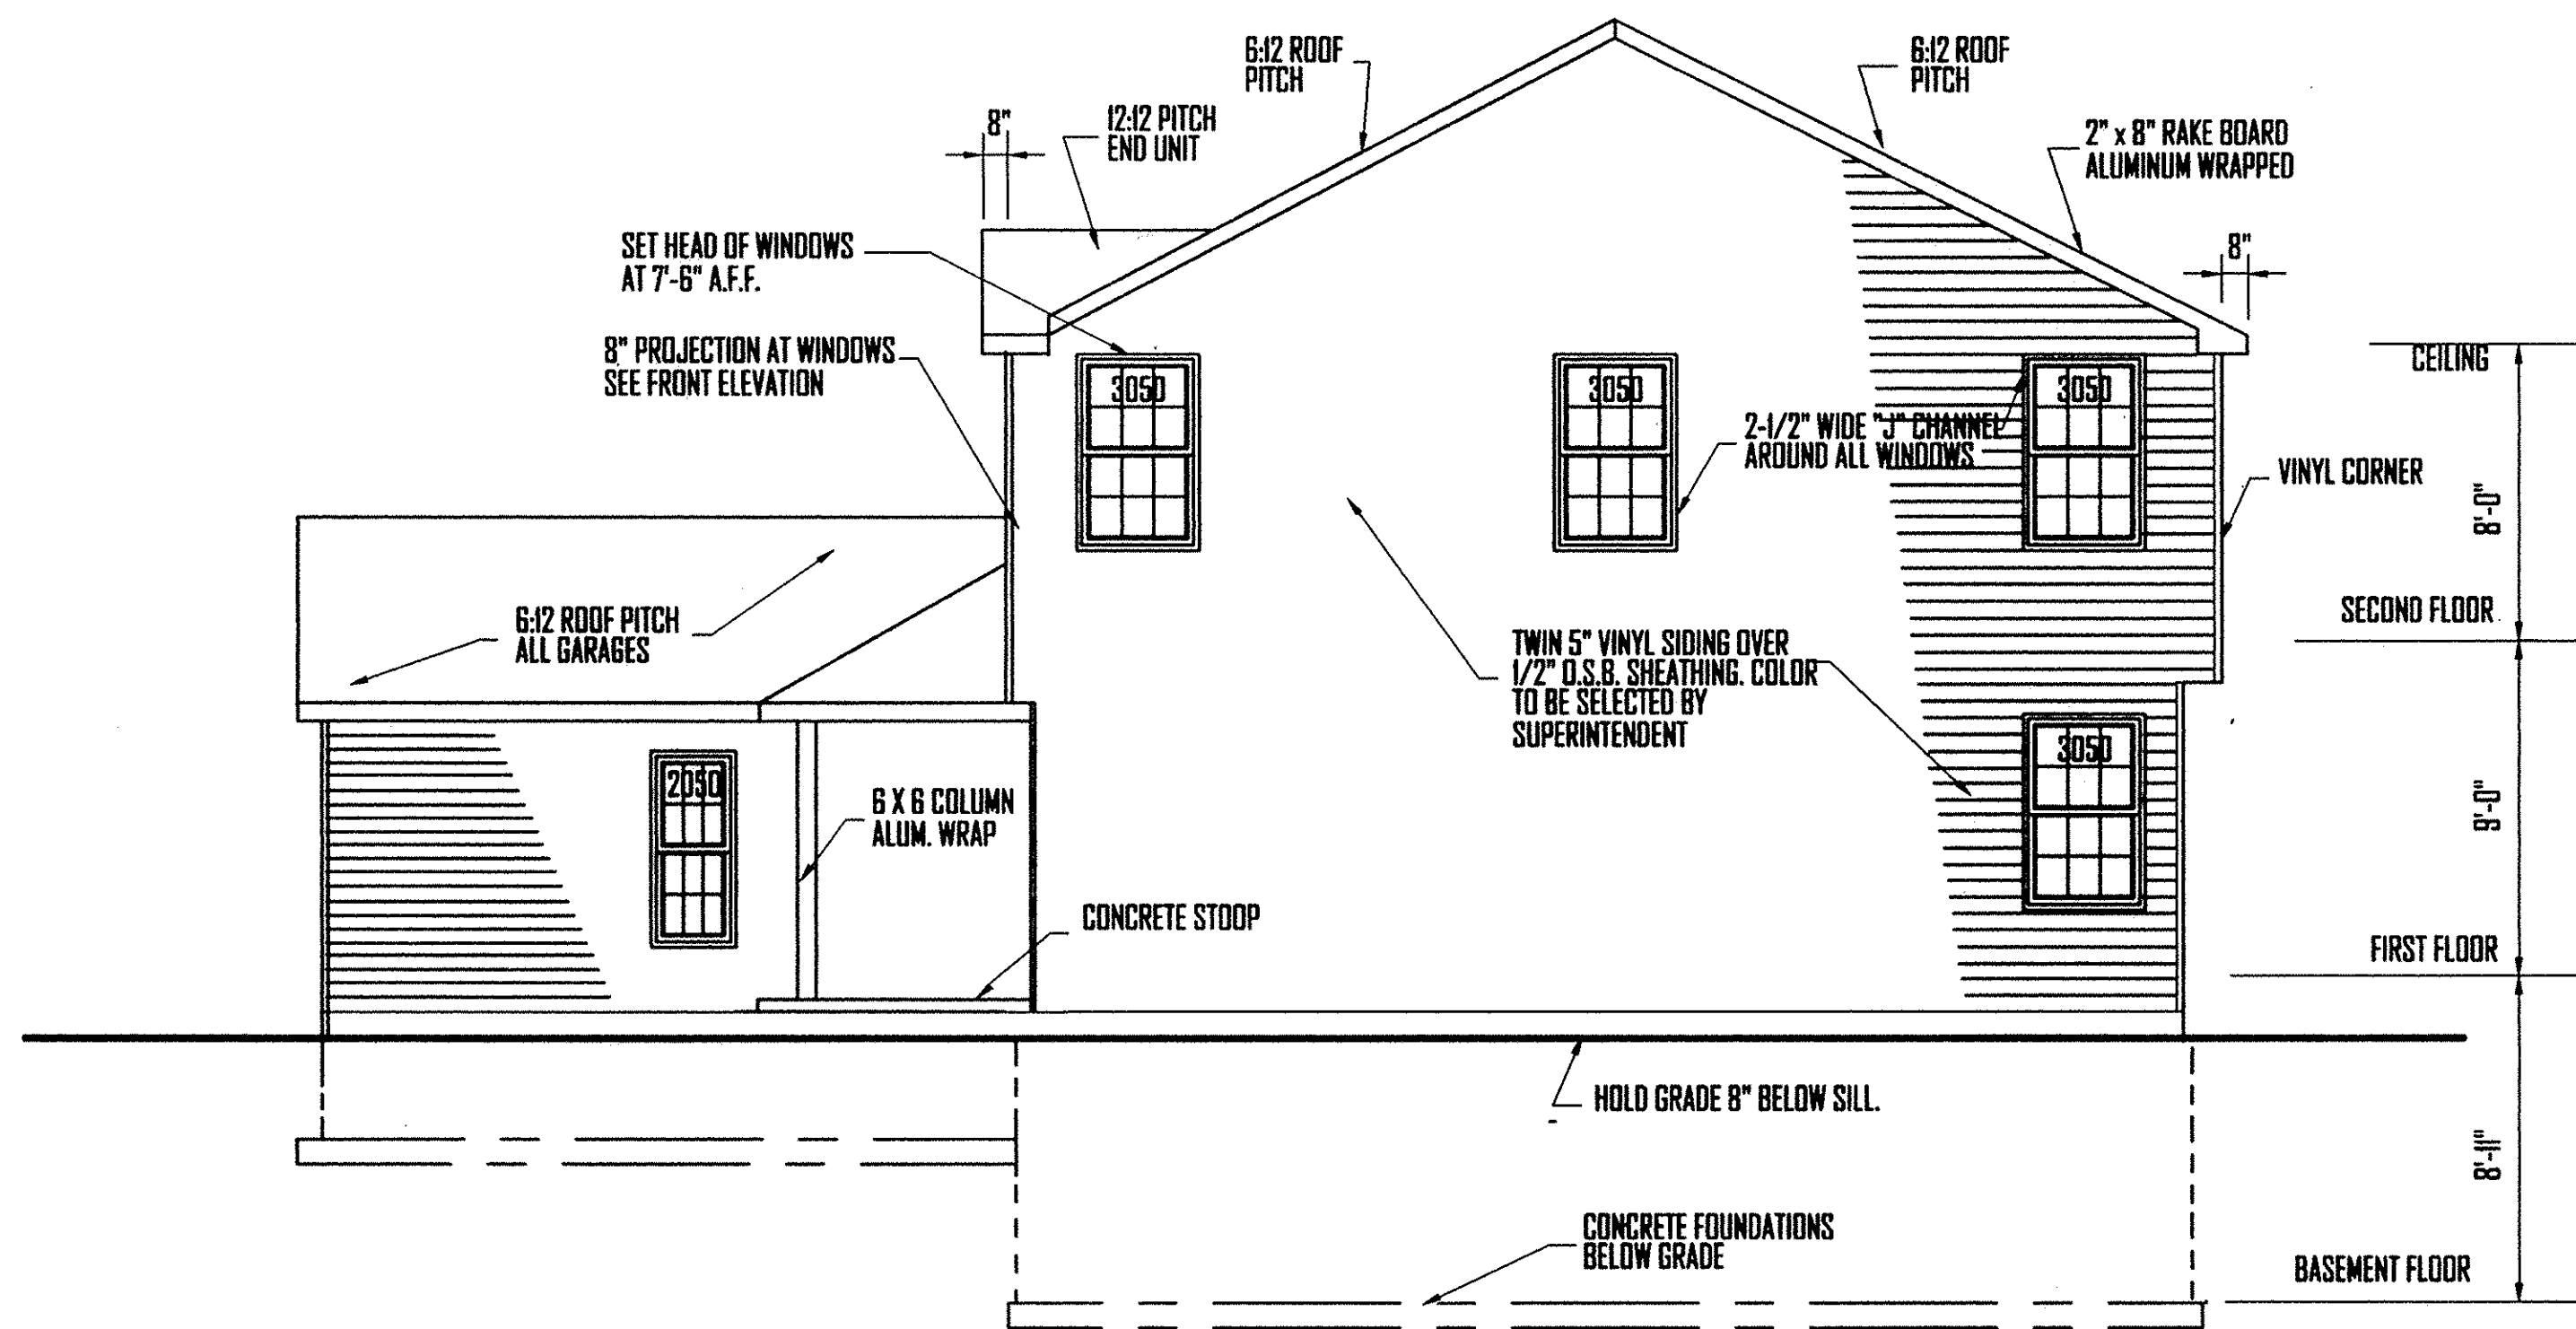 6:12 ROOF
PITCH
6:12 ROOF
PITCH
8"
12:12 PITCH
END UNIT
2" x 8" RAKE BOARD
ALUMINUM WRAPPED
SET HEAD OF WINDOWS
AT 7'-6" A.F.F.
8"
8" PROJECTION AT WINDOWS
SEE FRONT ELEVATION
CEILING
3050
3050
3050
2-1/2" WIDE "J" CHANNEL
AROUND ALL WINDOWS
VINYL CORNER
8'-0"
6:12 ROOF PITCH
ALL GARAGES
SECOND FLOOR
TWIN 5" VINYL SIDING OVER
1/2" O.S.B. SHEATHING. COLOR
TO BE SELECTED BY
SUPERINTENDENT
3050
2050
6 X 6 COLUMN
ALUM. WRAP
9'-0"
CONCRETE STOOP
FIRST FLOOR
HOLD GRADE 8" BELOW SILL.
8'-11"
CONCRETE FOUNDATIONS
BELOW GRADE
BASEMENT FLOOR